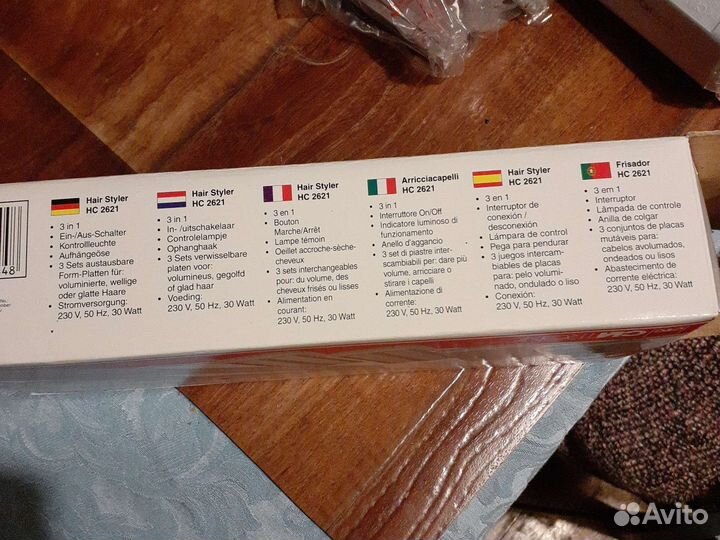 48
Hair Styler
HC 2621
• 3 in 1
• Ein-/Aus-Schalter
• Kontrollleuchte
• Aufhängeöse
• 3 Sets austausbare
Form-Platten für
voluminierte, wellige
oder glatte Haare
• Stromversorgung:
230 V, 50 Hz, 30 Watt
Hair Styler
HC 2621
• 3 in 1
• In- /uitschakelaar
• Controlelampje
• Ophanghaak
• 3 Sets verwisselbare
platen voor:
volumineus, gegolfd
of glad haar
• Voeding:
230 V, 50 Hz, 30 Watt
Hair Styler
HC 2621
• 3 en 1
• Bouton
Marche/Arrêt
• Lampe témoin
• Oeillet accroche-sèche-
cheveux
• 3 sets interchangeables
pour: du volume, des
cheveux frisés ou lisses
• Alimentation en
courant:
230 V, 50 Hz, 30 Watt
Arricciacapelli
HC 2621
• 3 in 1
• Interruttore On/Off
• Indicatore luminoso di
funzionamento
• Anello d'aggancio
• 3 set di piastre inter-
scambiabili per: dare più
volume, arricciare o
stirare i capelli
• Alimentazione di
corrente:
230 V, 50 Hz, 30 Watt
Hair Styler
HC 2621
• 3 en 1
• Interruptor de
conexión /
desconexión
• Lámpara de control
• Pega para pendurar
• 3 juegos intercam-
biables de placas
para: pelo volumi-
nado, ondulado o liso
• Conexión:
230 V, 50 Hz, 30 Watt
Frisador
HC 2621
• 3 em 1
• Interruptor
• Lâmpada de controle
• Anilla de colgar
• 3 conjuntos de placas
mutáveis para:
cabelos avolumados,
ondeados ou lisos
• Abastecimento de
corrente eléctrica:
230 V, 50 Hz, 30 Watt
Avito